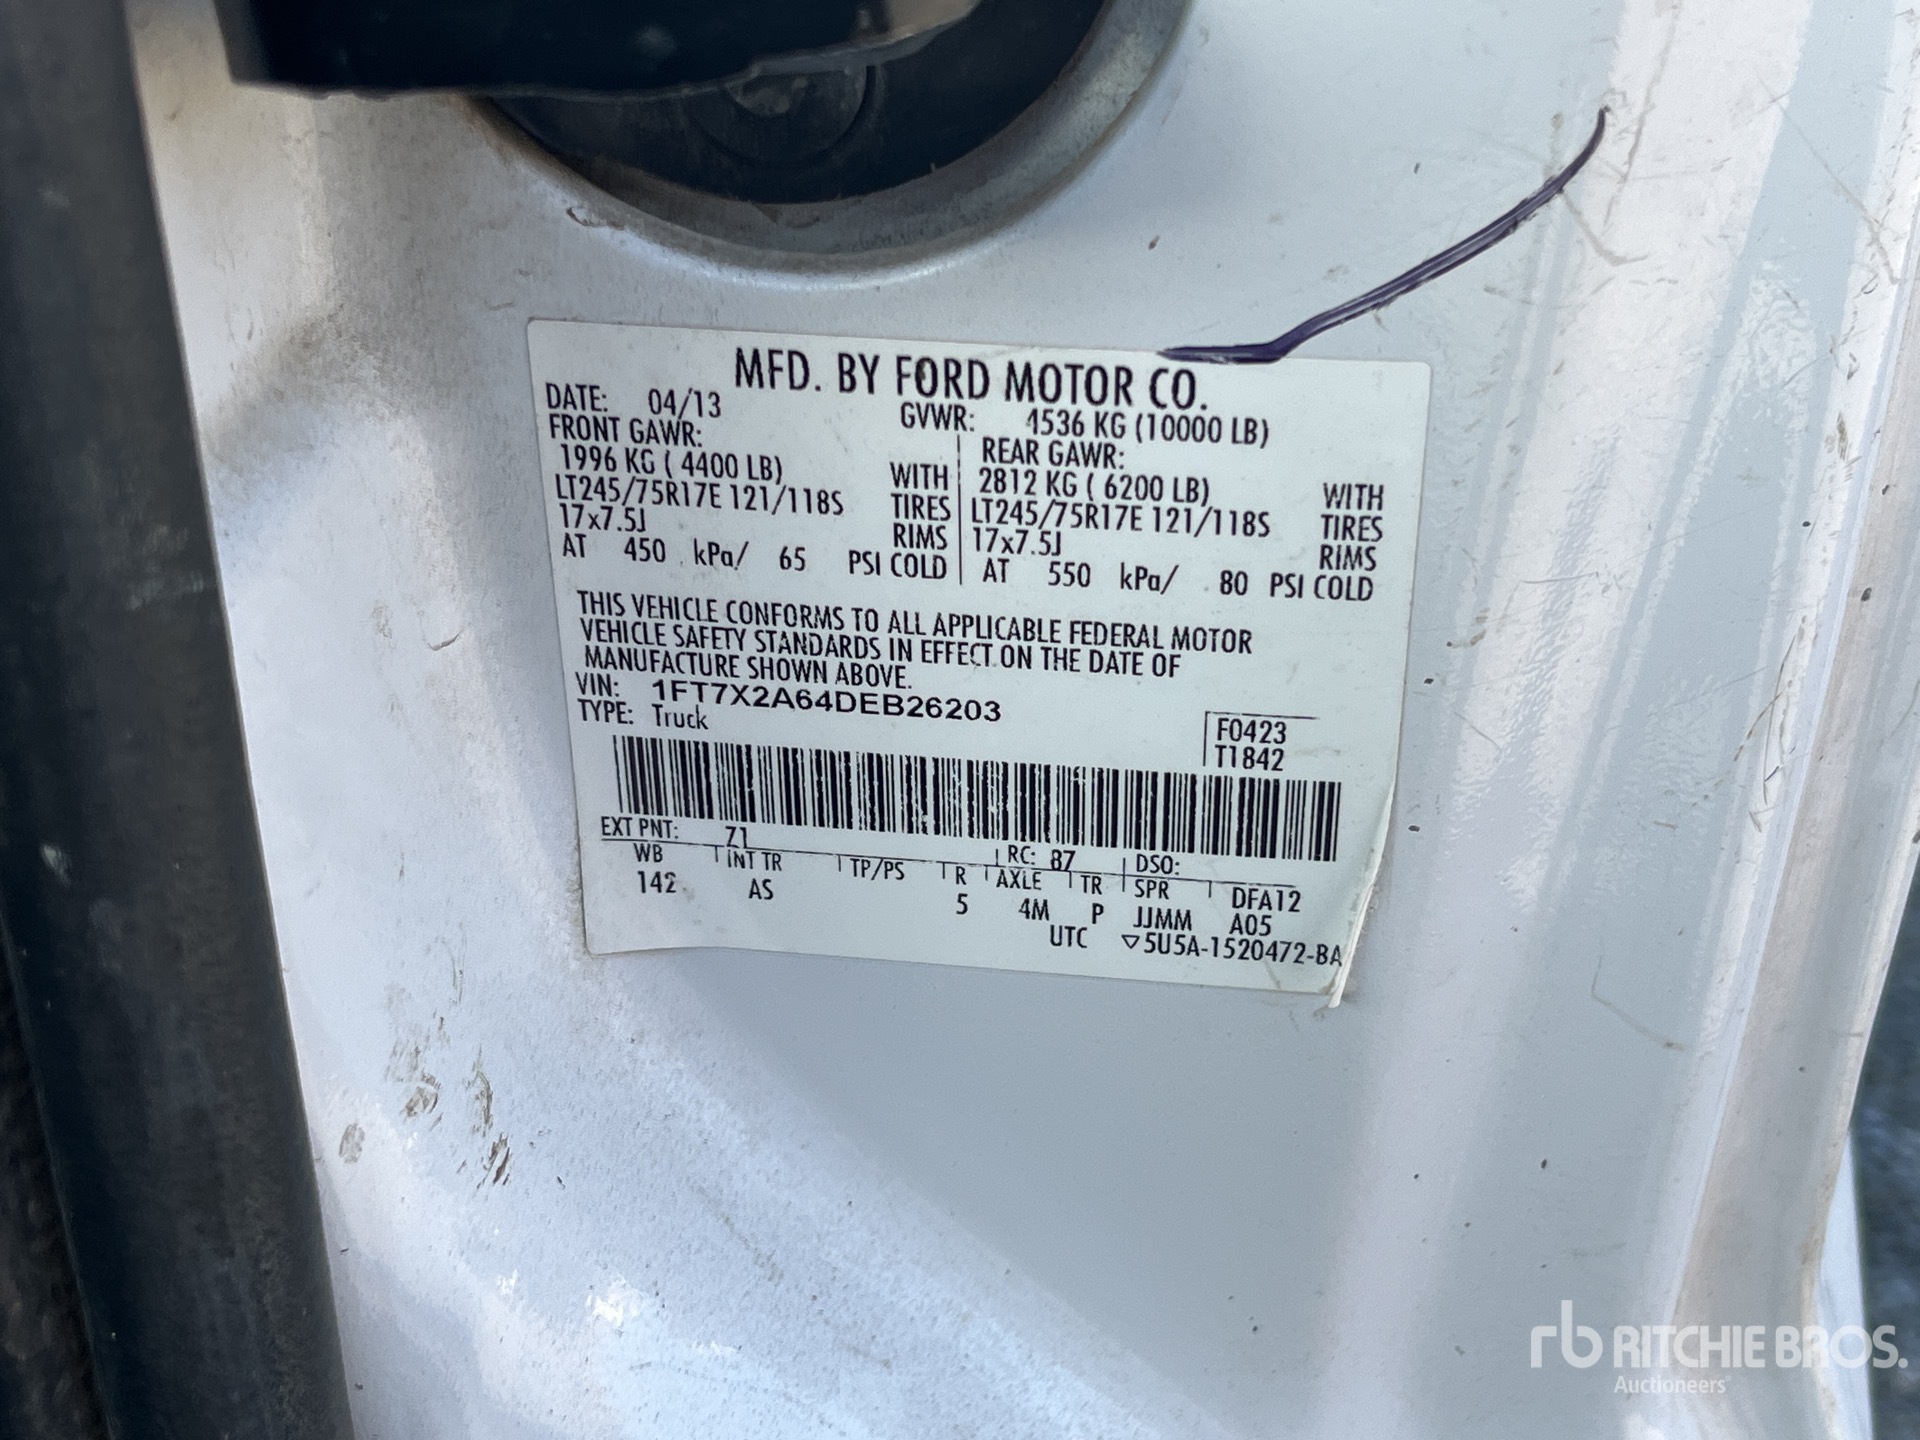 MFD. BY FORD MOTOR CO.
DATE: 04/13 GVWR: 4536 KG (10000 LB)
FRONT GAWR: REAR GAWR:
1996 KG ( 4400 LB) WITH 2812 KG ( 6200 LB) WITH
LT245/75R17E 121/118S TIRES LT245/75R17E 121/118S TIRES
17x7.5J RIMS 17x7.5J RIMS
AT 450 kPa/ 65 PSI COLD AT 550 kPa/ 80 PSI COLD
THIS VEHICLE CONFORMS TO ALL APPLICABLE FEDERAL MOTOR
VEHICLE SAFETY STANDARDS IN EFFECT ON THE DATE OF
MANUFACTURE SHOWN ABOVE.
VIN: 1FT7X2A64DEB26203
TYPE: Truck
F0423
T1842
EXT PNT: Z1 RC: 87 DSO:
WB INT TR TP/PS R AXLE TR SPR DFA12
142 AS 5 4M P JJMM A05
UTC ▽5U5A-1520472-BA
rb RITCHIE BROS.
Auctioneers